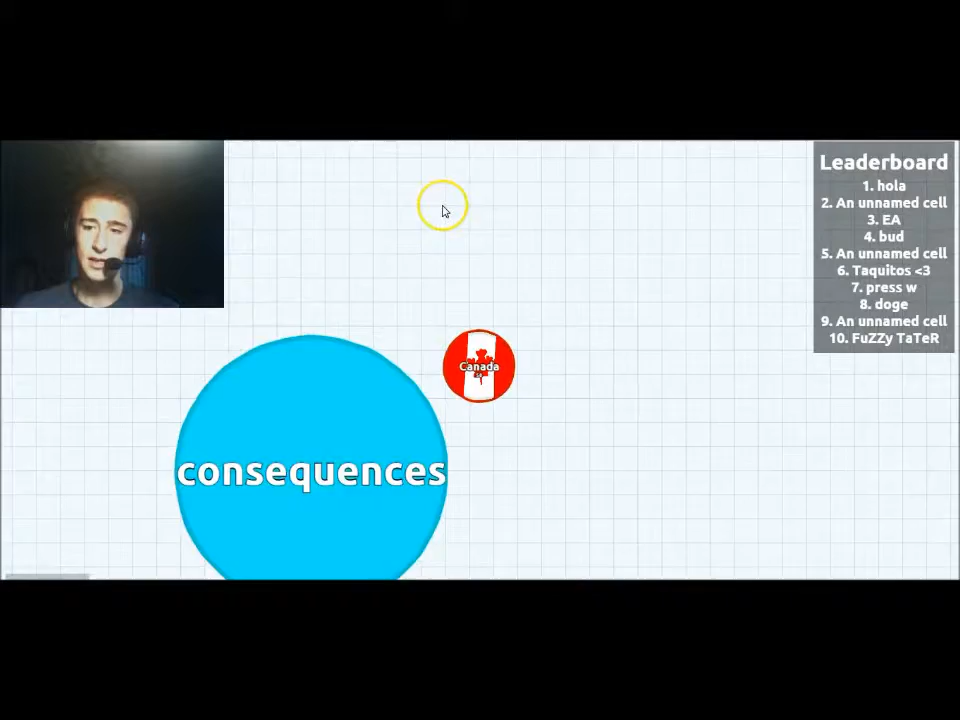 Leaderboard
1. hola
2. An unnamed cell
3. EA
4. bud
5. An unnamed cell
6. Taquitos <3
7. press w
8. doge
9. An unnamed cell
10. FuZZy TaTeR
Canada
consequences